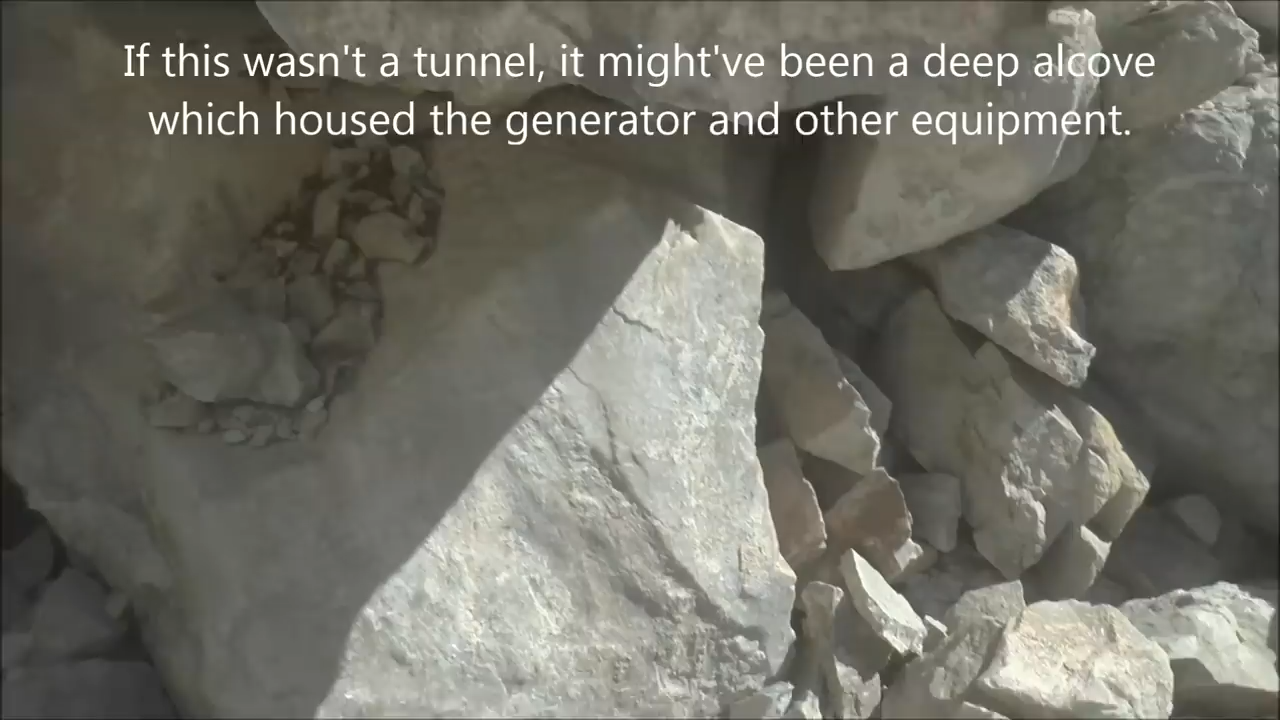 If this wasn't a tunnel, it might've been a deep alcove
which housed the generator and other equipment.